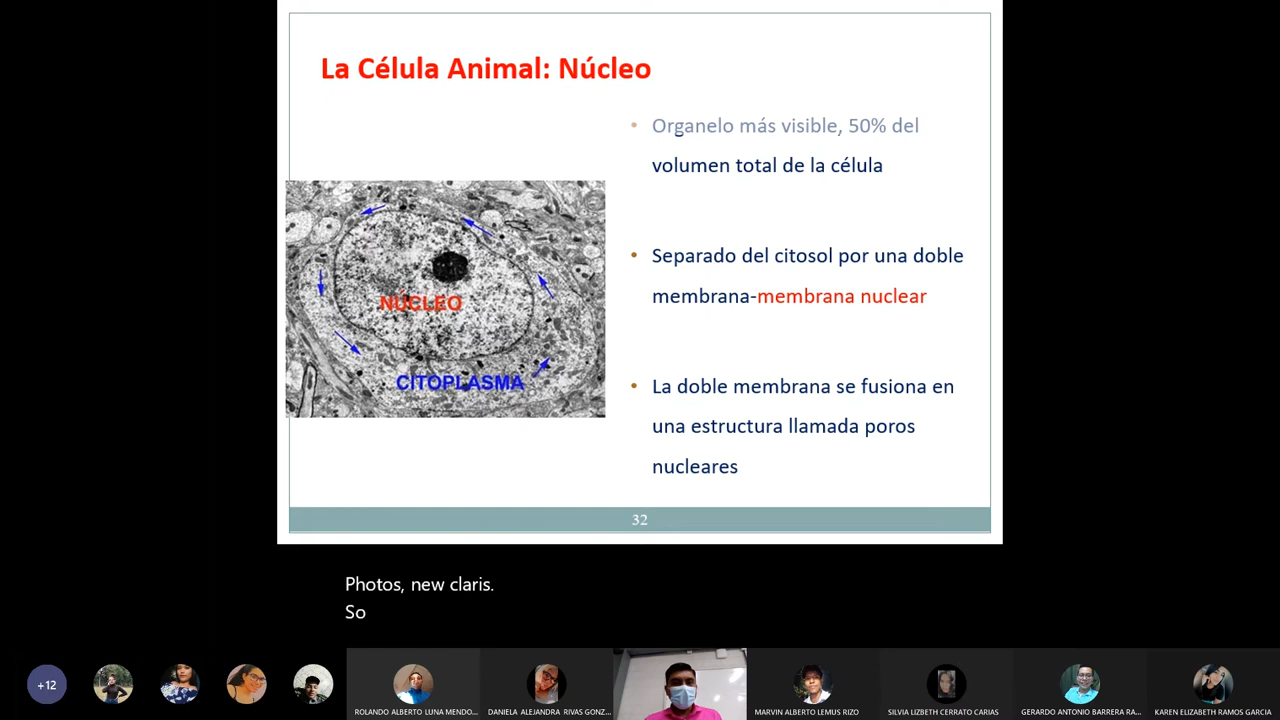 La Célula Animal: Núcleo
• Organelo más visible, 50% del
volumen total de la célula
• Separado del citosol por una doble
membrana-membrana nuclear
• La doble membrana se fusiona en
una estructura llamada poros
nucleares
NÚCLEO
CITOPLASMA
32
Photos, new claris.
So
+12
ROLANDO ALBERTO LUNA MENDO...
DANIELA ALEJANDRA RIVAS GONZ...
MARVIN ALBERTO LEMUS RIZO
SILVIA LIZBETH CERRATO CARIAS
GERARDO ANTONIO BARRERA RA...
KAREN ELIZABETH RAMOS GARCIA